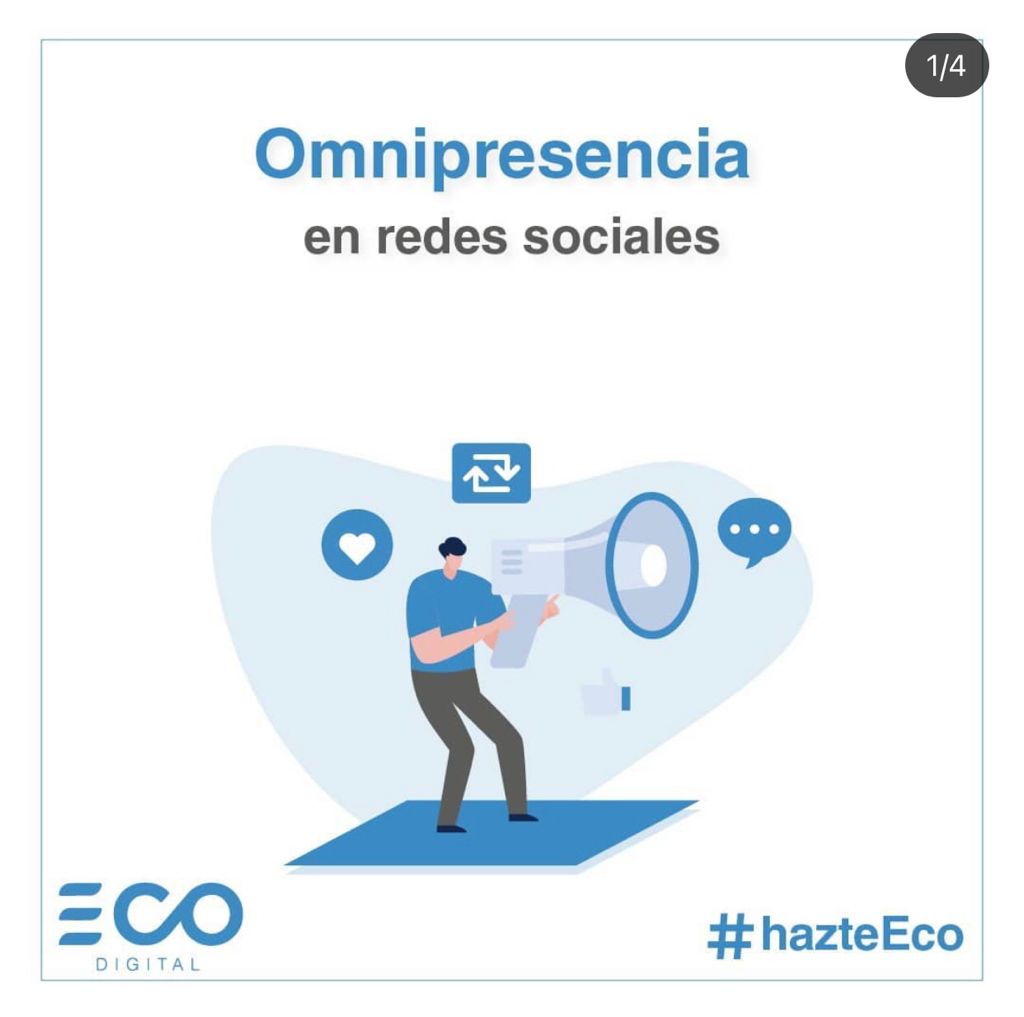 1/4
Omnipresencia
en redes sociales
ECO
DIGITAL
#hazteEco